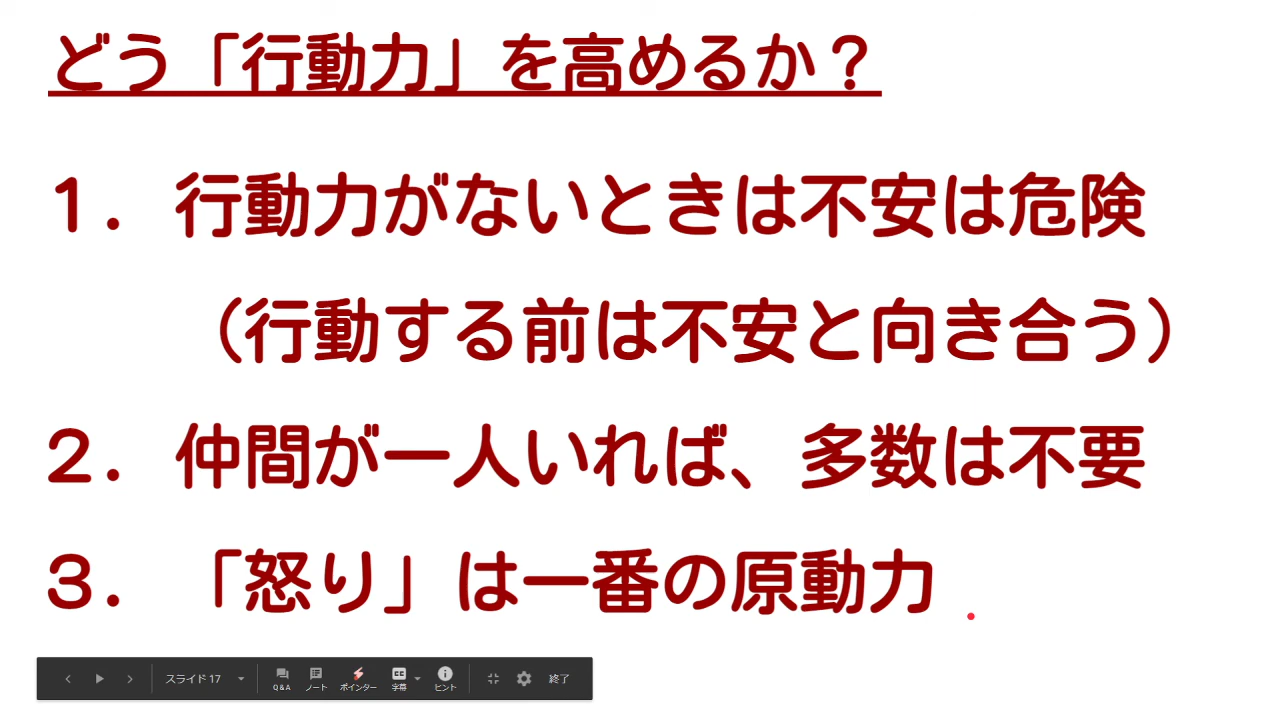 どう「行動力」を高めるか？
１．行動力がないときは不安は危険
（行動する前は不安と向き合う）
２．仲間が一人いれば、多数は不要
３．「怒り」は一番の原動力
スライド 17
Q&A
ノート
ポインター
字幕
ヒント
終了